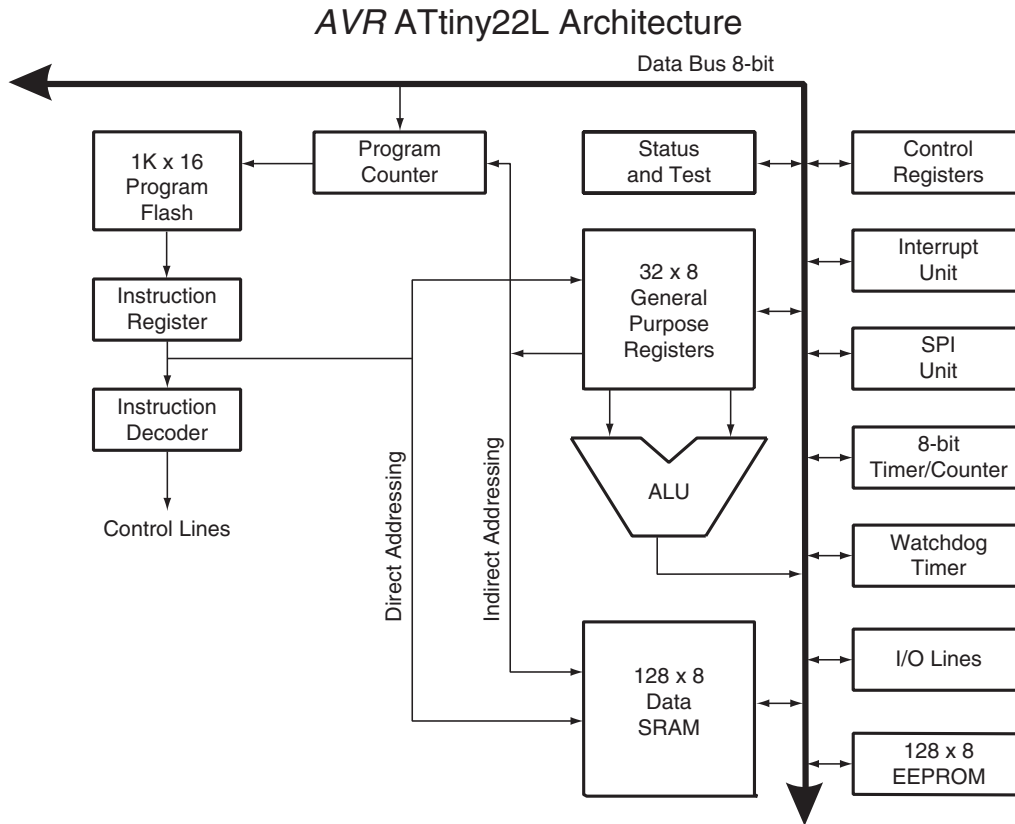 AVR ATtiny22L Architecture
Data Bus 8-bit
1K x 16
Program
Flash
Program
Counter
Status
and Test
Control
Registers
Instruction
Register
32 x 8
General
Purpose
Registers
Interrupt
Unit
SPI
Unit
Instruction
Decoder
Control Lines
Direct Addressing
Indirect Addressing
ALU
8-bit
Timer/Counter
Watchdog
Timer
128 x 8
Data
SRAM
I/O Lines
128 x 8
EEPROM